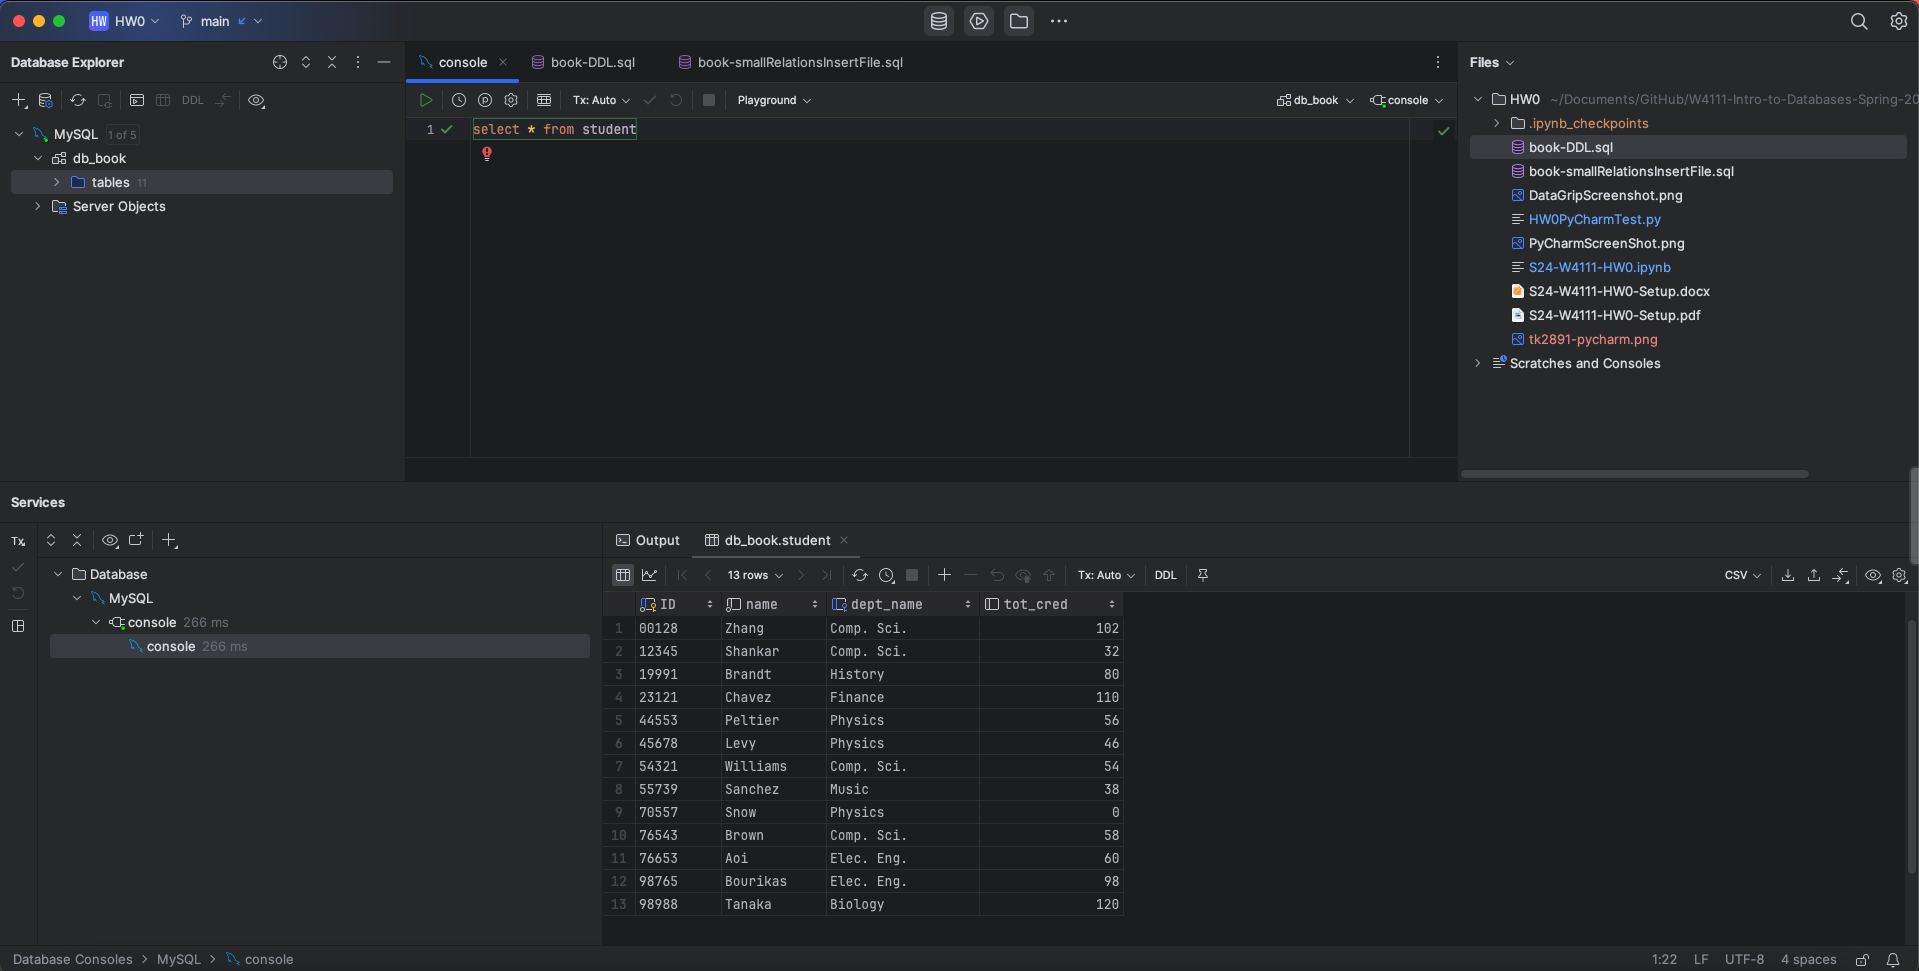 HW HW0 main
Database Explorer
DDL
MySQL 1 of 5
db_book
tables 11
Server Objects
console book-DDL.sql book-smallRelationsInsertFile.sql
Tx: Auto Playground db_book console
1 select * from student
Files
HW0 ~/Documents/GitHub/W4111-Intro-to-Databases-Spring-20
.ipynb_checkpoints
book-DDL.sql
book-smallRelationsInsertFile.sql
DataGripScreenshot.png
HW0PyCharmTest.py
PyCharmScreenShot.png
S24-W4111-HW0.ipynb
S24-W4111-HW0-Setup.docx
S24-W4111-HW0-Setup.pdf
tk2891-pycharm.png
Scratches and Consoles
Services
Tx
Database
MySQL
console 266 ms
console 266 ms
Output db_book.student
13 rows Tx: Auto DDL CSV
ID name dept_name tot_cred
1 00128 Zhang Comp. Sci. 102
2 12345 Shankar Comp. Sci. 32
3 19991 Brandt History 80
4 23121 Chavez Finance 110
5 44553 Peltier Physics 56
6 45678 Levy Physics 46
7 54321 Williams Comp. Sci. 54
8 55739 Sanchez Music 38
9 70557 Snow Physics 0
10 76543 Brown Comp. Sci. 58
11 76653 Aoi Elec. Eng. 60
12 98765 Bourikas Elec. Eng. 98
13 98988 Tanaka Biology 120
Database Consoles > MySQL > console
1:22 LF UTF-8 4 spaces